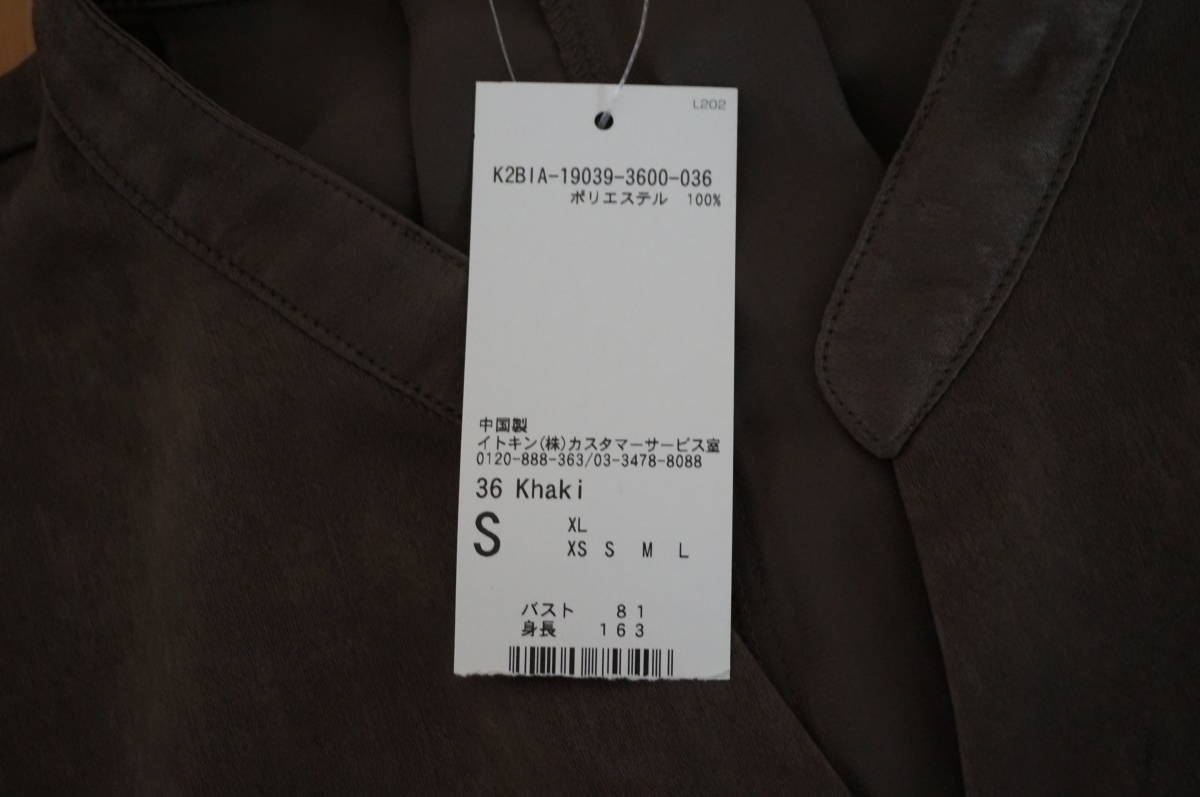 L202
K2BIA-19039-3600-036
ポリエステル 100%
中国製
イトキン(株)カスタマーサービス室
0120-888-363/03-3478-8088
36 Khaki
S
XL
XS S M L
バスト 81
身長 163